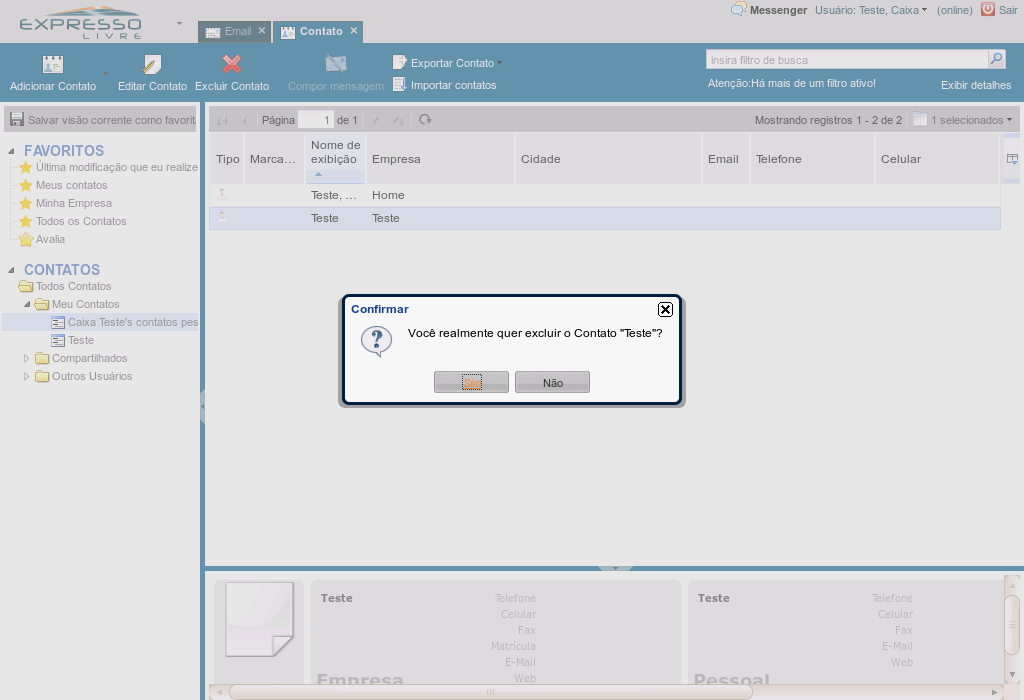 EXPRESSO
LIVRE
Email
Contato
Messenger
Usuário: Teste, Caixa
(online)
Sair
Adicionar Contato
Editar Contato
Excluir Contato
Compor mensagem
Exportar Contato
Importar contatos
insira filtro de busca
Atenção:Há mais de um filtro ativo!
Exibir detalhes
Salvar visão corrente como favorit
Página 1 de 1
Mostrando registros 1 - 2 de 2
1 selecionados
FAVORITOS
Última modificação que eu realize
Meus contatos
Minha Empresa
Todos os Contatos
Avalia
CONTATOS
Todos Contatos
Meu Contatos
Caixa Teste's contatos pes
Teste
Compartilhados
Outros Usuários
Tipo
Marca...
Nome de
exibição
Empresa
Cidade
Email
Telefone
Celular
Teste, ... Home
Teste Teste
Confirmar
Você realmente quer excluir o Contato "Teste"?
Sim
Não
Teste
Telefone
Celular
Fax
Matrícula
E-Mail
Web
Empresa
Teste
Telefone
Celular
Fax
E-Mail
Web
Pessoal